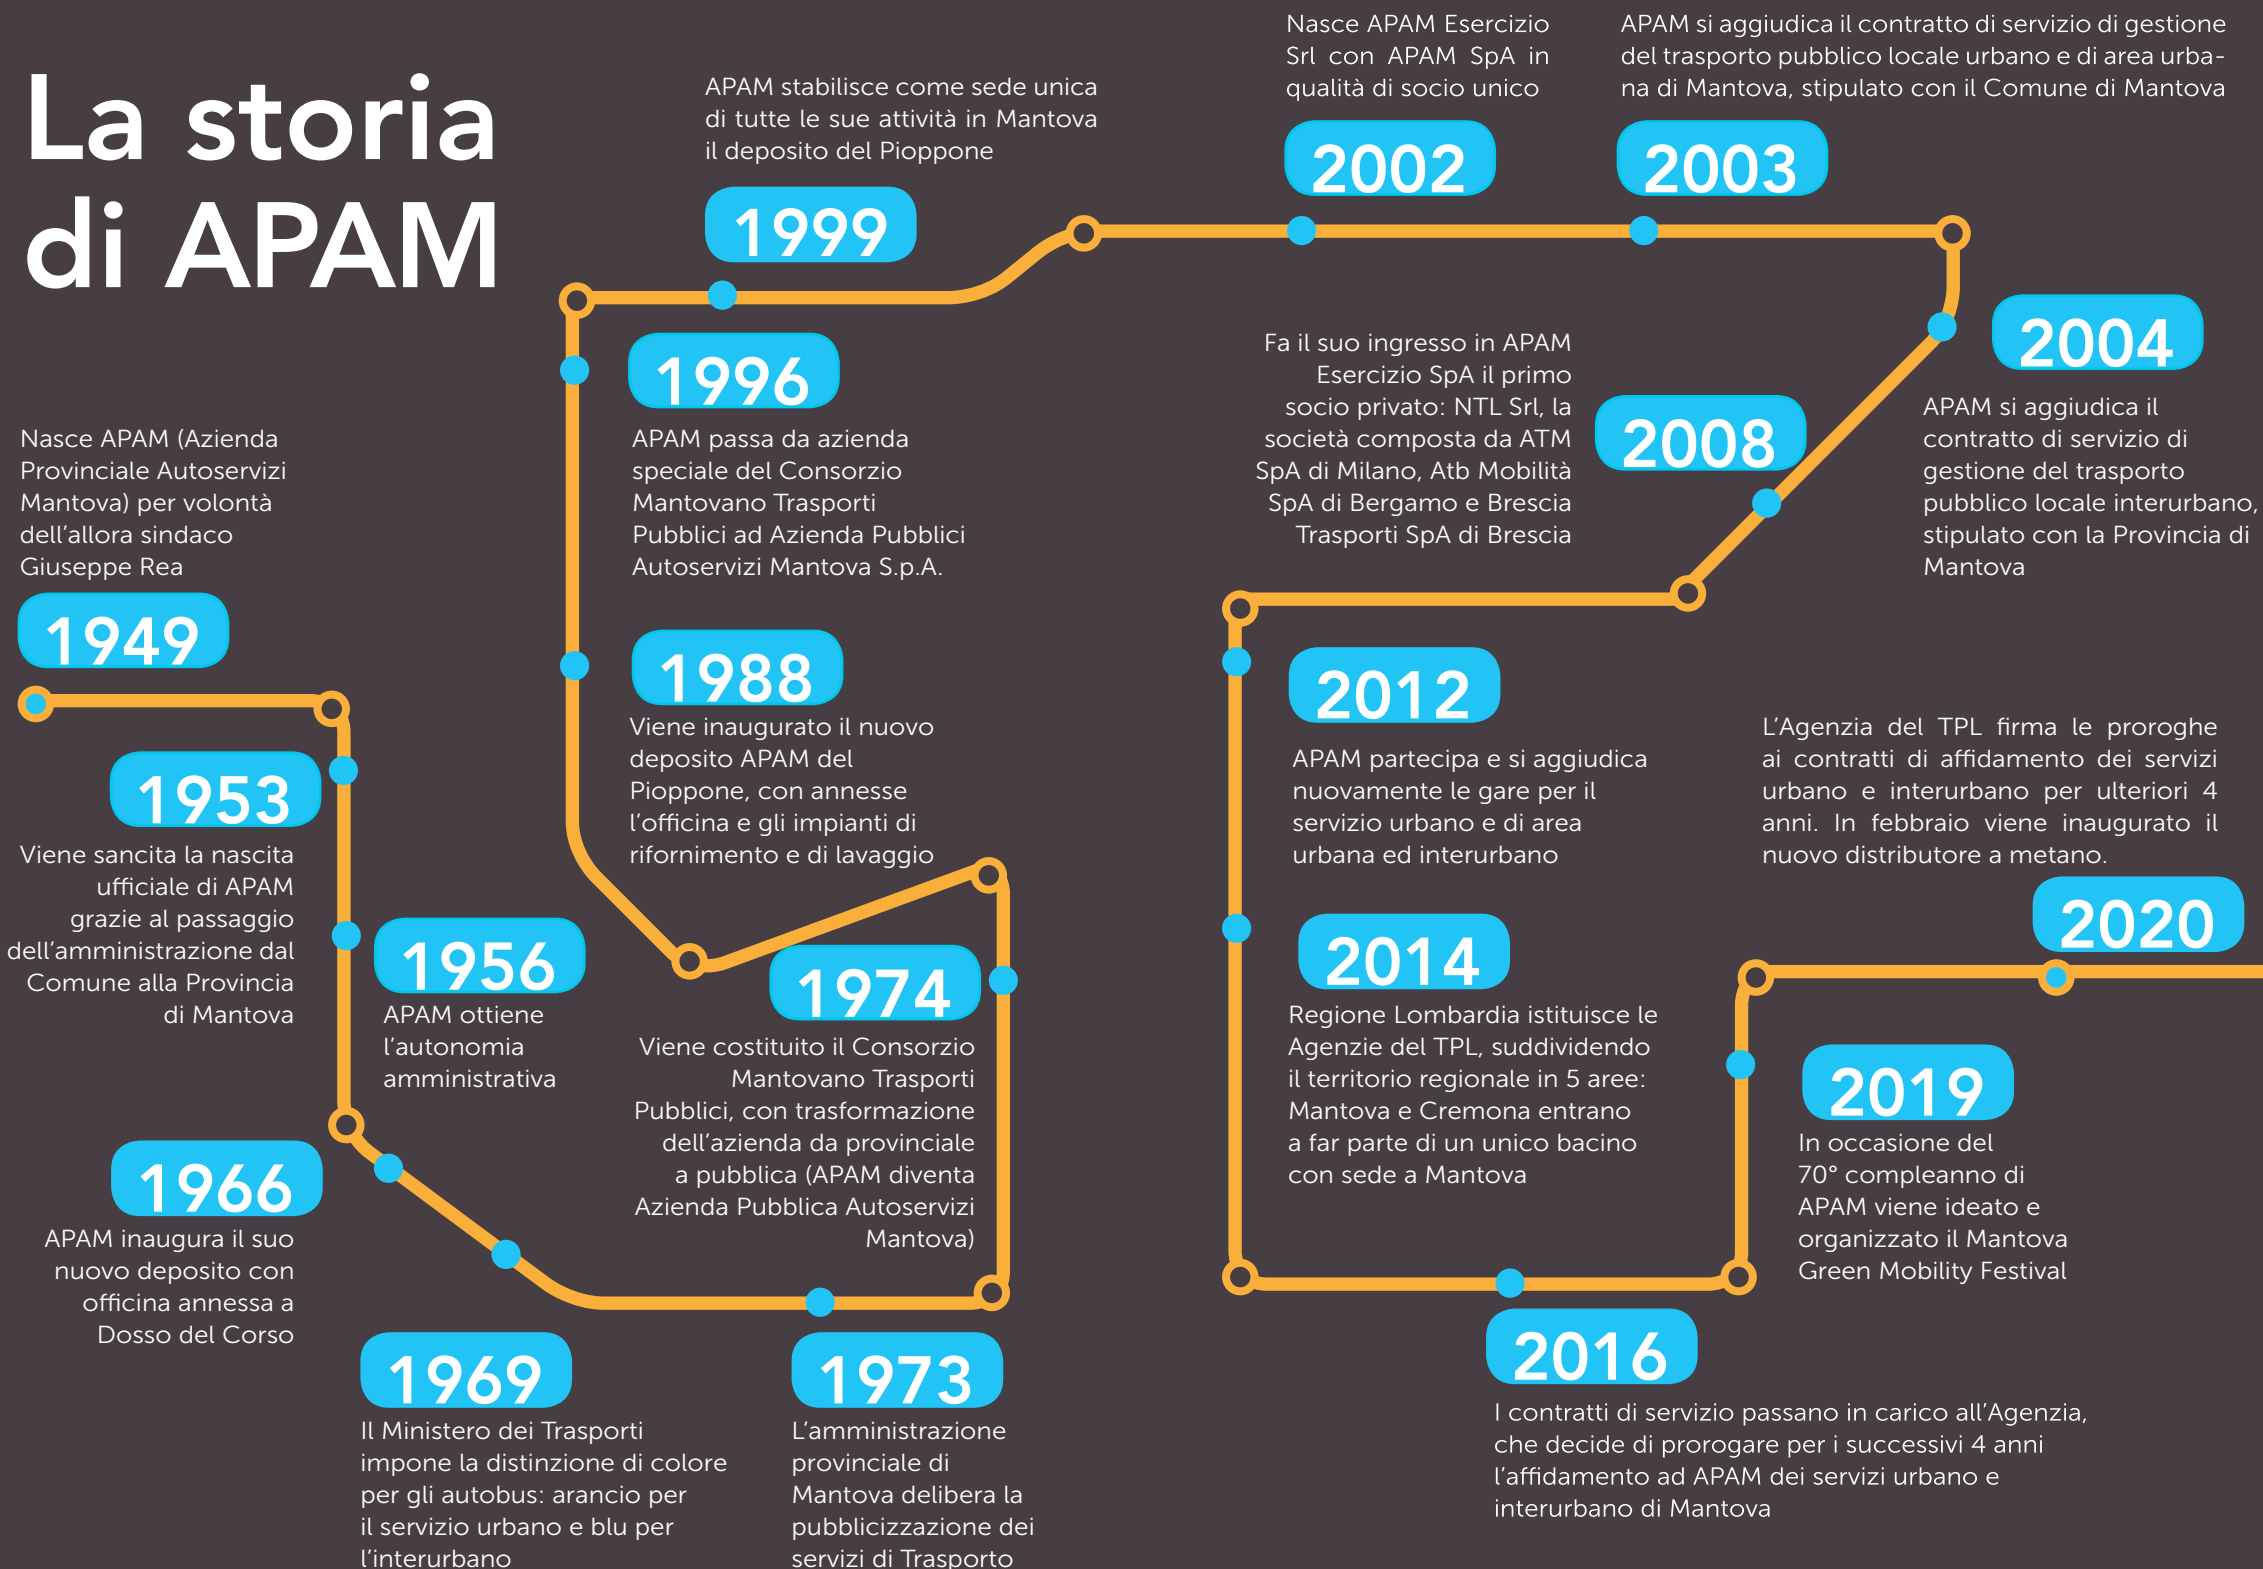 La storia
di APAM
Nasce APAM (Azienda
Provinciale Autoservizi
Mantova) per volontà
dell’allora sindaco
Giuseppe Rea
1949
1953
Viene sancita la nascita
ufficiale di APAM
grazie al passaggio
dell’amministrazione dal
Comune alla Provincia
di Mantova
1956
APAM ottiene
l’autonomia
amministrativa
1966
APAM inaugura il suo
nuovo deposito con
officina annessa a
Dosso del Corso
1969
Il Ministero dei Trasporti
impone la distinzione di colore
per gli autobus: arancio per
il servizio urbano e blu per
l’interurbano
1973
L’amministrazione
provinciale di
Mantova delibera la
pubblicizzazione dei
servizi di Trasporto
1974
Viene costituito il Consorzio
Mantovano Trasporti
Pubblici, con trasformazione
dell’azienda da provinciale
a pubblica (APAM diventa
Azienda Pubblica Autoservizi
Mantova)
1988
Viene inaugurato il nuovo
deposito APAM del
Pioppone, con annesse
l’officina e gli impianti di
rifornimento e di lavaggio
1996
APAM passa da azienda
speciale del Consorzio
Mantovano Trasporti
Pubblici ad Azienda Pubblici
Autoservizi Mantova S.p.A.
APAM stabilisce come sede unica
di tutte le sue attività in Mantova
il deposito del Pioppone
1999
Nasce APAM Esercizio
Srl con APAM SpA in
qualità di socio unico
2002
APAM si aggiudica il contratto di servizio di gestione
del trasporto pubblico locale urbano e di area urba-
na di Mantova, stipulato con il Comune di Mantova
2003
2004
APAM si aggiudica il
contratto di servizio di
gestione del trasporto
pubblico locale interurbano,
stipulato con la Provincia di
Mantova
Fa il suo ingresso in APAM
Esercizio SpA il primo
socio privato: NTL Srl, la
società composta da ATM
SpA di Milano, Atb Mobilità
SpA di Bergamo e Brescia
Trasporti SpA di Brescia
2008
2012
APAM partecipa e si aggiudica
nuovamente le gare per il
servizio urbano e di area
urbana ed interurbano
2014
Regione Lombardia istituisce le
Agenzie del TPL, suddividendo
il territorio regionale in 5 aree:
Mantova e Cremona entrano
a far parte di un unico bacino
con sede a Mantova
2016
I contratti di servizio passano in carico all’Agenzia,
che decide di prorogare per i successivi 4 anni
l’affidamento ad APAM dei servizi urbano e
interurbano di Mantova
2019
In occasione del
70° compleanno di
APAM viene ideato e
organizzato il Mantova
Green Mobility Festival
L’Agenzia del TPL firma le proroghe
ai contratti di affidamento dei servizi
urbano e interurbano per ulteriori 4
anni. In febbraio viene inaugurato il
nuovo distributore a metano.
2020